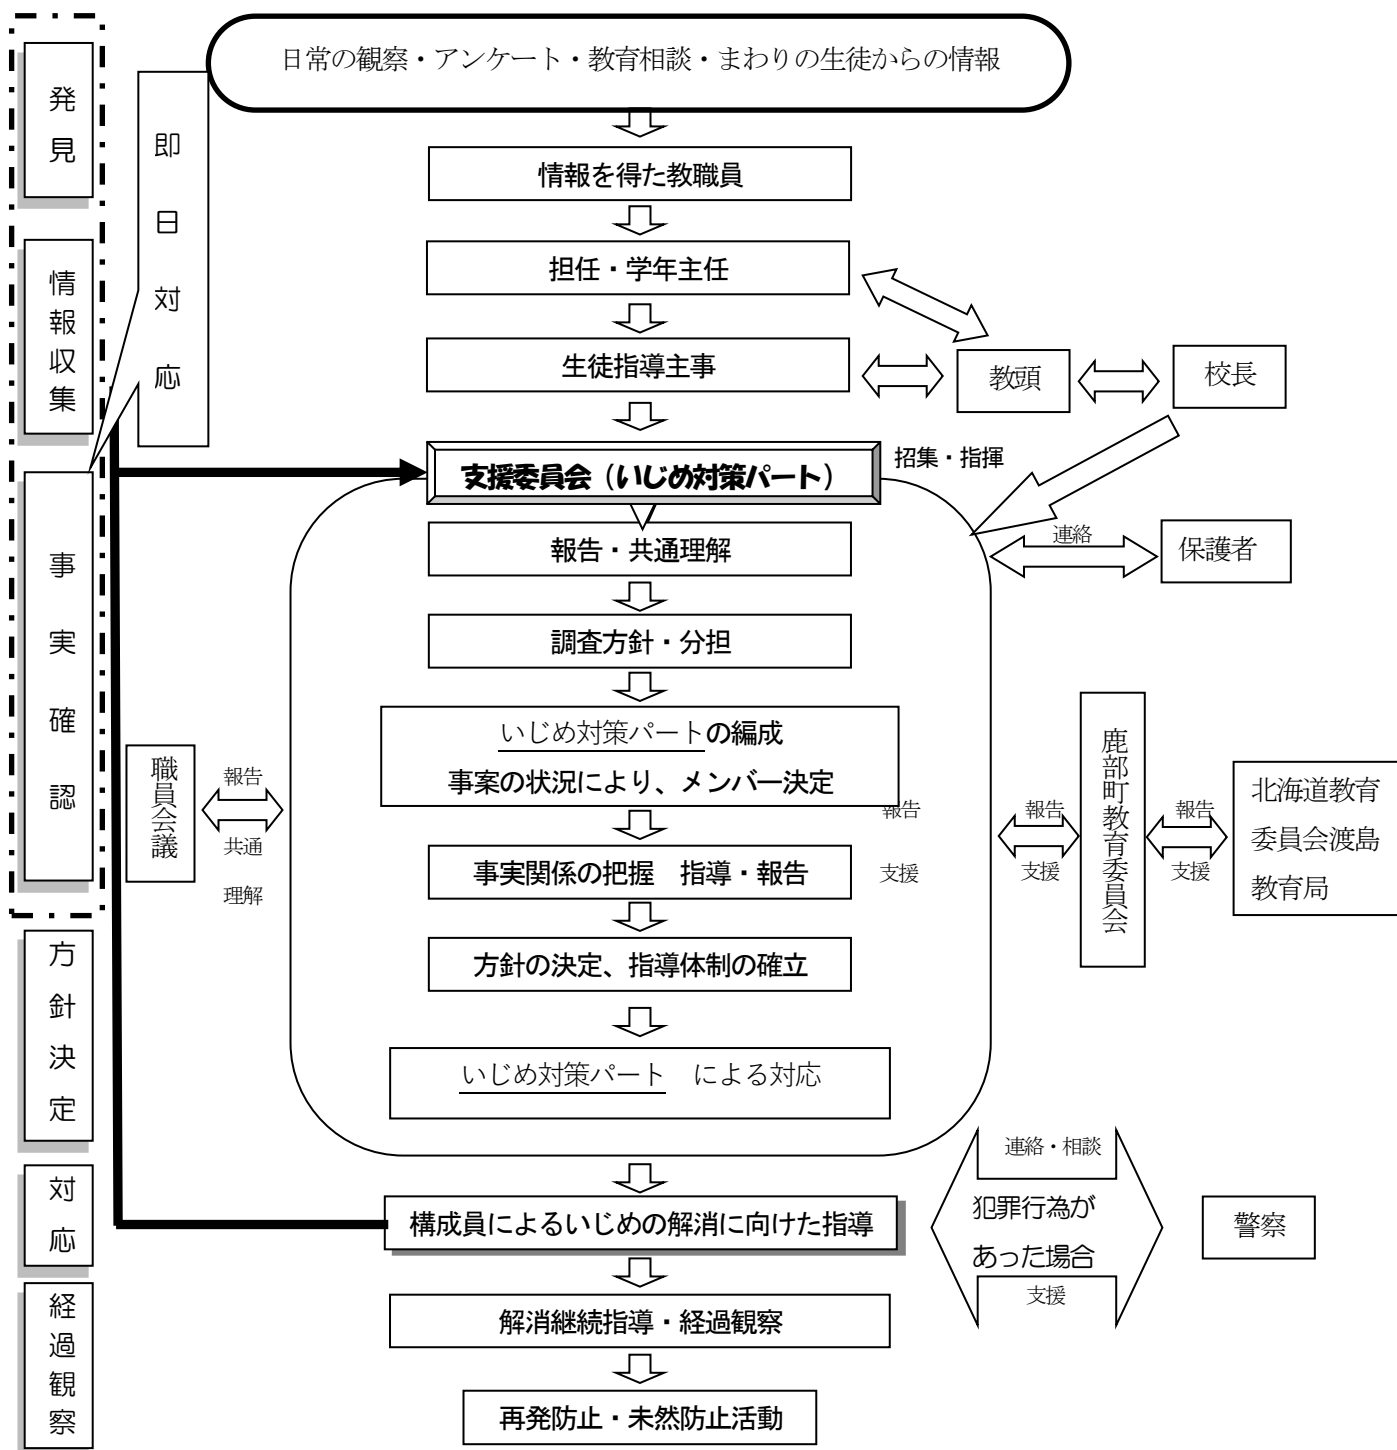 日常の観察・アンケート・教育相談・まわりの生徒からの情報
発見
即日対応
情報を得た教職員
情報収集
担任・学年主任
生徒指導主事
教頭
校長
支援委員会（いじめ対策パート）
招集・指揮
事実確認
報告・共通理解
連絡
保護者
調査方針・分担
いじめ対策パートの編成
事案の状況により、メンバー決定
職員会議
報告
共通
理解
報告
支援
報告
支援
鹿部町教育委員会
報告
支援
北海道教育
委員会渡島
教育局
事実関係の把握　指導・報告
方針決定
方針の決定、指導体制の確立
いじめ対策パート　による対応
対応
構成員によるいじめの解消に向けた指導
連絡・相談
犯罪行為が
あった場合
支援
警察
経過観察
解消継続指導・経過観察
再発防止・未然防止活動